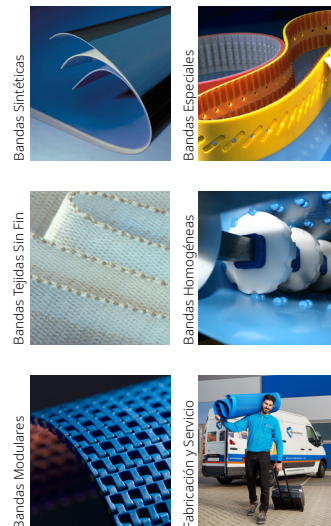 Bandas Sintéticas
Bandas Especiales
Bandas Tejidas Sin Fin
Bandas Homogéneas
Bandas Modulares
Fabricación y Servicio